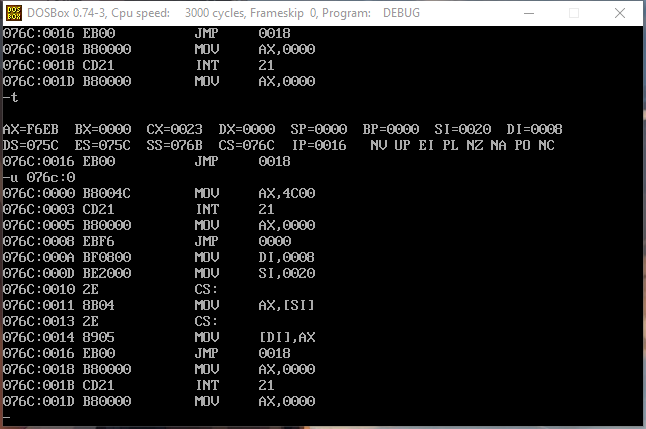 DOSBox 0.74-3, Cpu speed: 3000 cycles, Frameskip 0, Program: DEBUG
076C:0016 EB00 JMP 0018
076C:0018 B80000 MOV AX,0000
076C:001B CD21 INT 21
076C:001D B80000 MOV AX,0000
-t
AX=F6EB BX=0000 CX=0023 DX=0000 SP=0000 BP=0000 SI=0020 DI=0008
DS=075C ES=075C SS=076B CS=076C IP=0016 NV UP EI PL NZ NA PO NC
076C:0016 EB00 JMP 0018
-u 076c:0
076C:0000 B8004C MOV AX,4C00
076C:0003 CD21 INT 21
076C:0005 B80000 MOV AX,0000
076C:0008 EBF6 JMP 0000
076C:000A BF0800 MOV DI,0008
076C:000D BE2000 MOV SI,0020
076C:0010 2E CS:
076C:0011 8B04 MOV AX,[SI]
076C:0013 2E CS:
076C:0014 8905 MOV [DI],AX
076C:0016 EB00 JMP 0018
076C:0018 B80000 MOV AX,0000
076C:001B CD21 INT 21
076C:001D B80000 MOV AX,0000
-